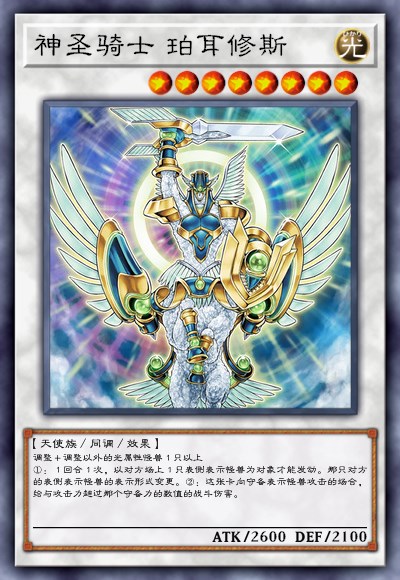 神圣骑士 珀耳修斯
ひかり
光
【天使族／同调／效果】
调整＋调整以外的光属性怪兽１只以上
①：１回合１次，以对方场上１只表侧表示怪兽为对象才能发动。那只对方
的表侧表示怪兽的表示形式变更。②：这张卡向守备表示怪兽攻击的场合，
给与攻击力超过那个守备力的数值的战斗伤害。
ATK/2600 DEF/2100